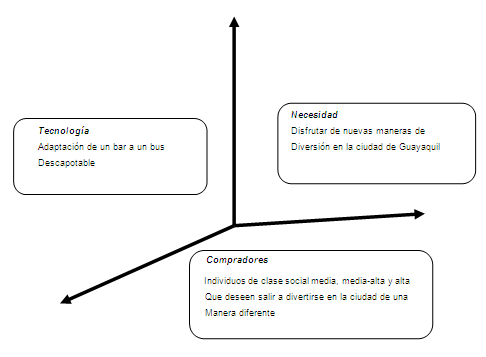 Tecnología
Adaptación de un bar a un bus
Descapotable
Necesidad
Disfrutar de nuevas maneras de
Diversión en la ciudad de Guayaquil
Compradores
Individuos de clase social media, media-alta y alta
Que deseen salir a divertirse en la ciudad de una
Manera diferente